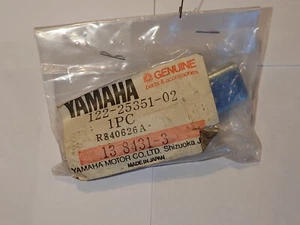 GENUINE
parts & accessories
YAMAHA
122-25351-02
1PC
R840626A-
13 8431-3
YAMAHA MOTOR CO., LTD. Shizuoka J
MADE IN JAPAN